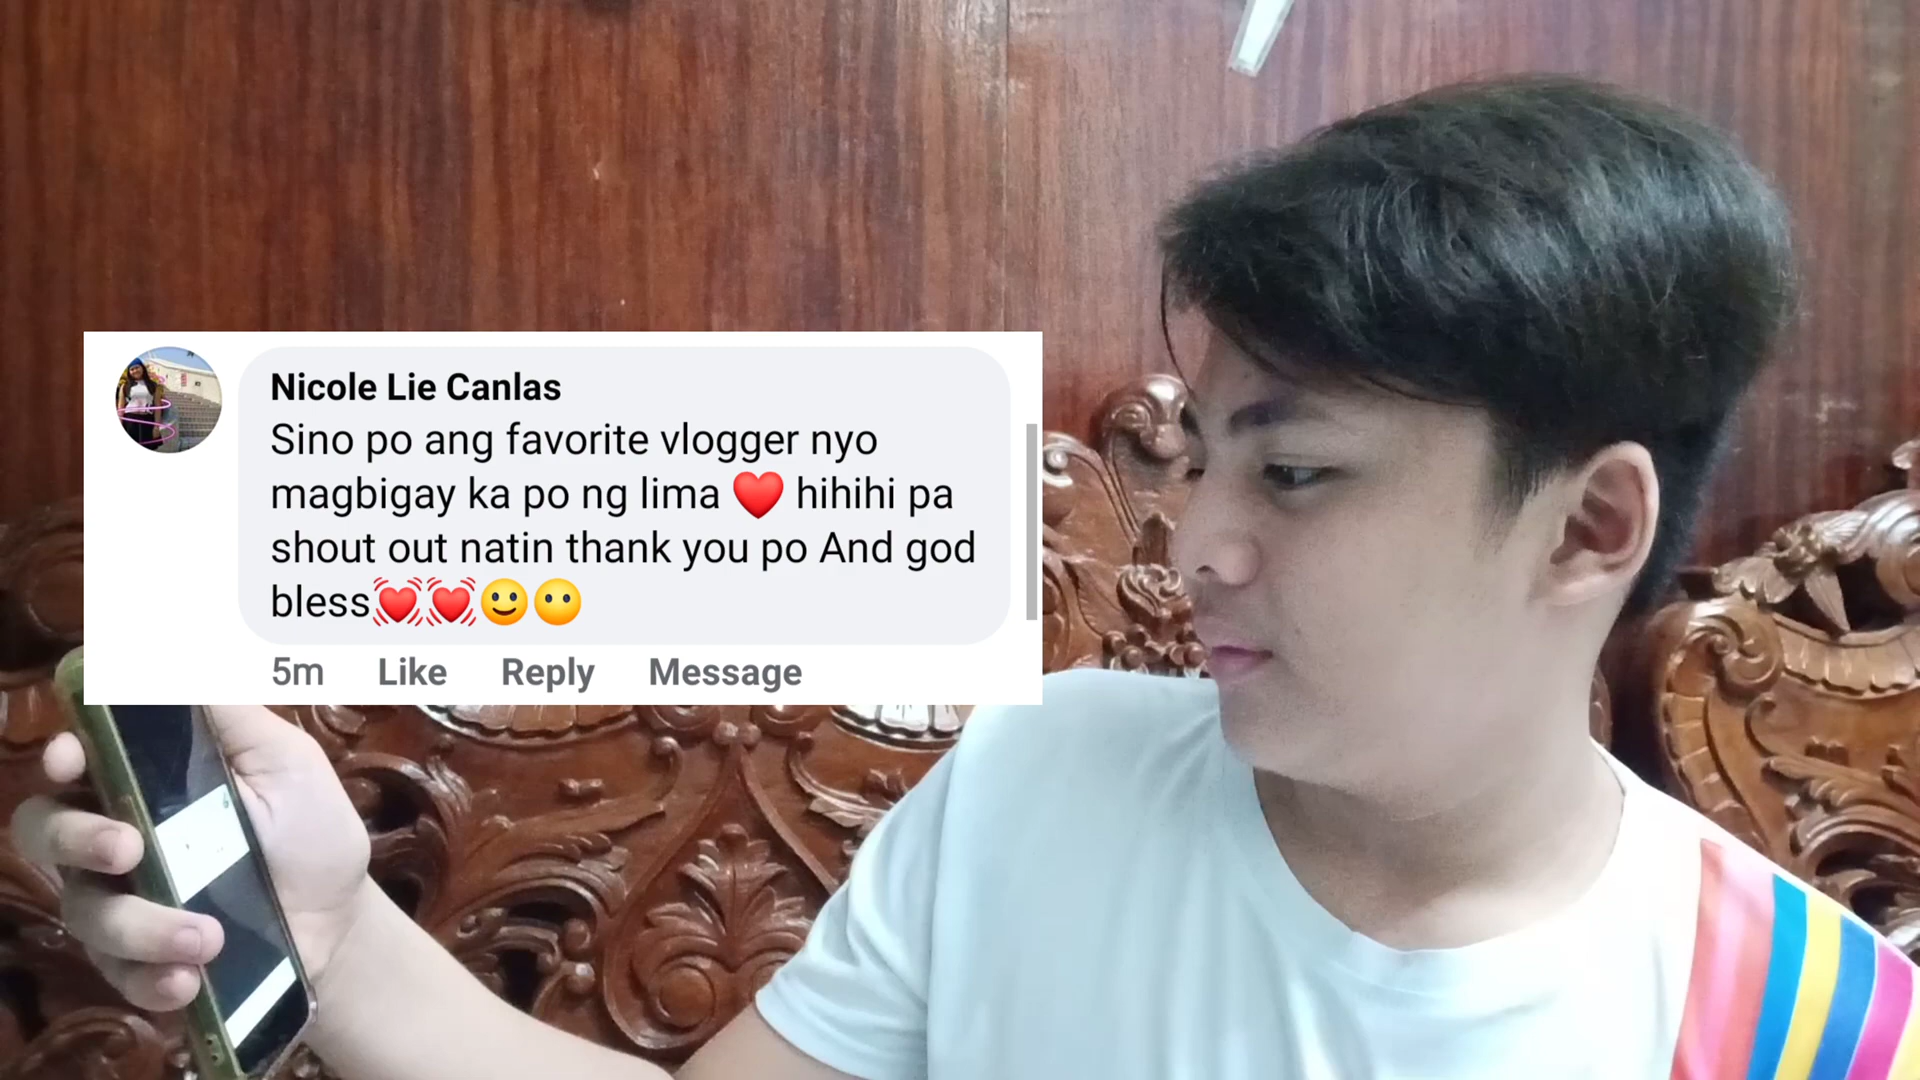 Nicole Lie Canlas
Sino po ang favorite vlogger nyo
magbigay ka po ng lima ❤️ hihihi pa
shout out natin thank you po And god
bless💓💓🙂😶
5m Like Reply Message